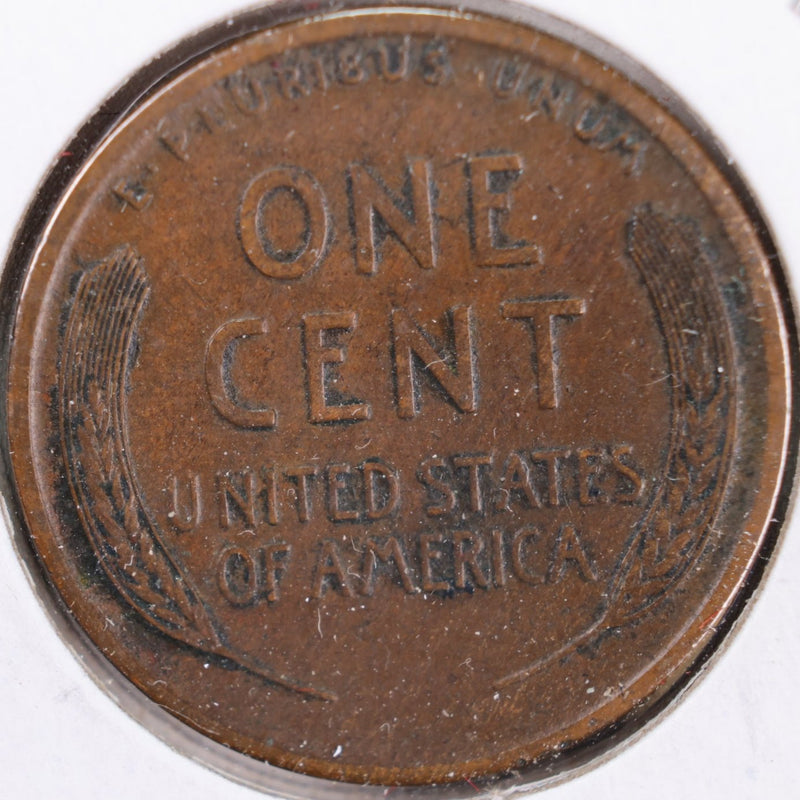 E · PLURIBUS · UNUM
ONE
CENT
UNITED STATES
OF AMERICA